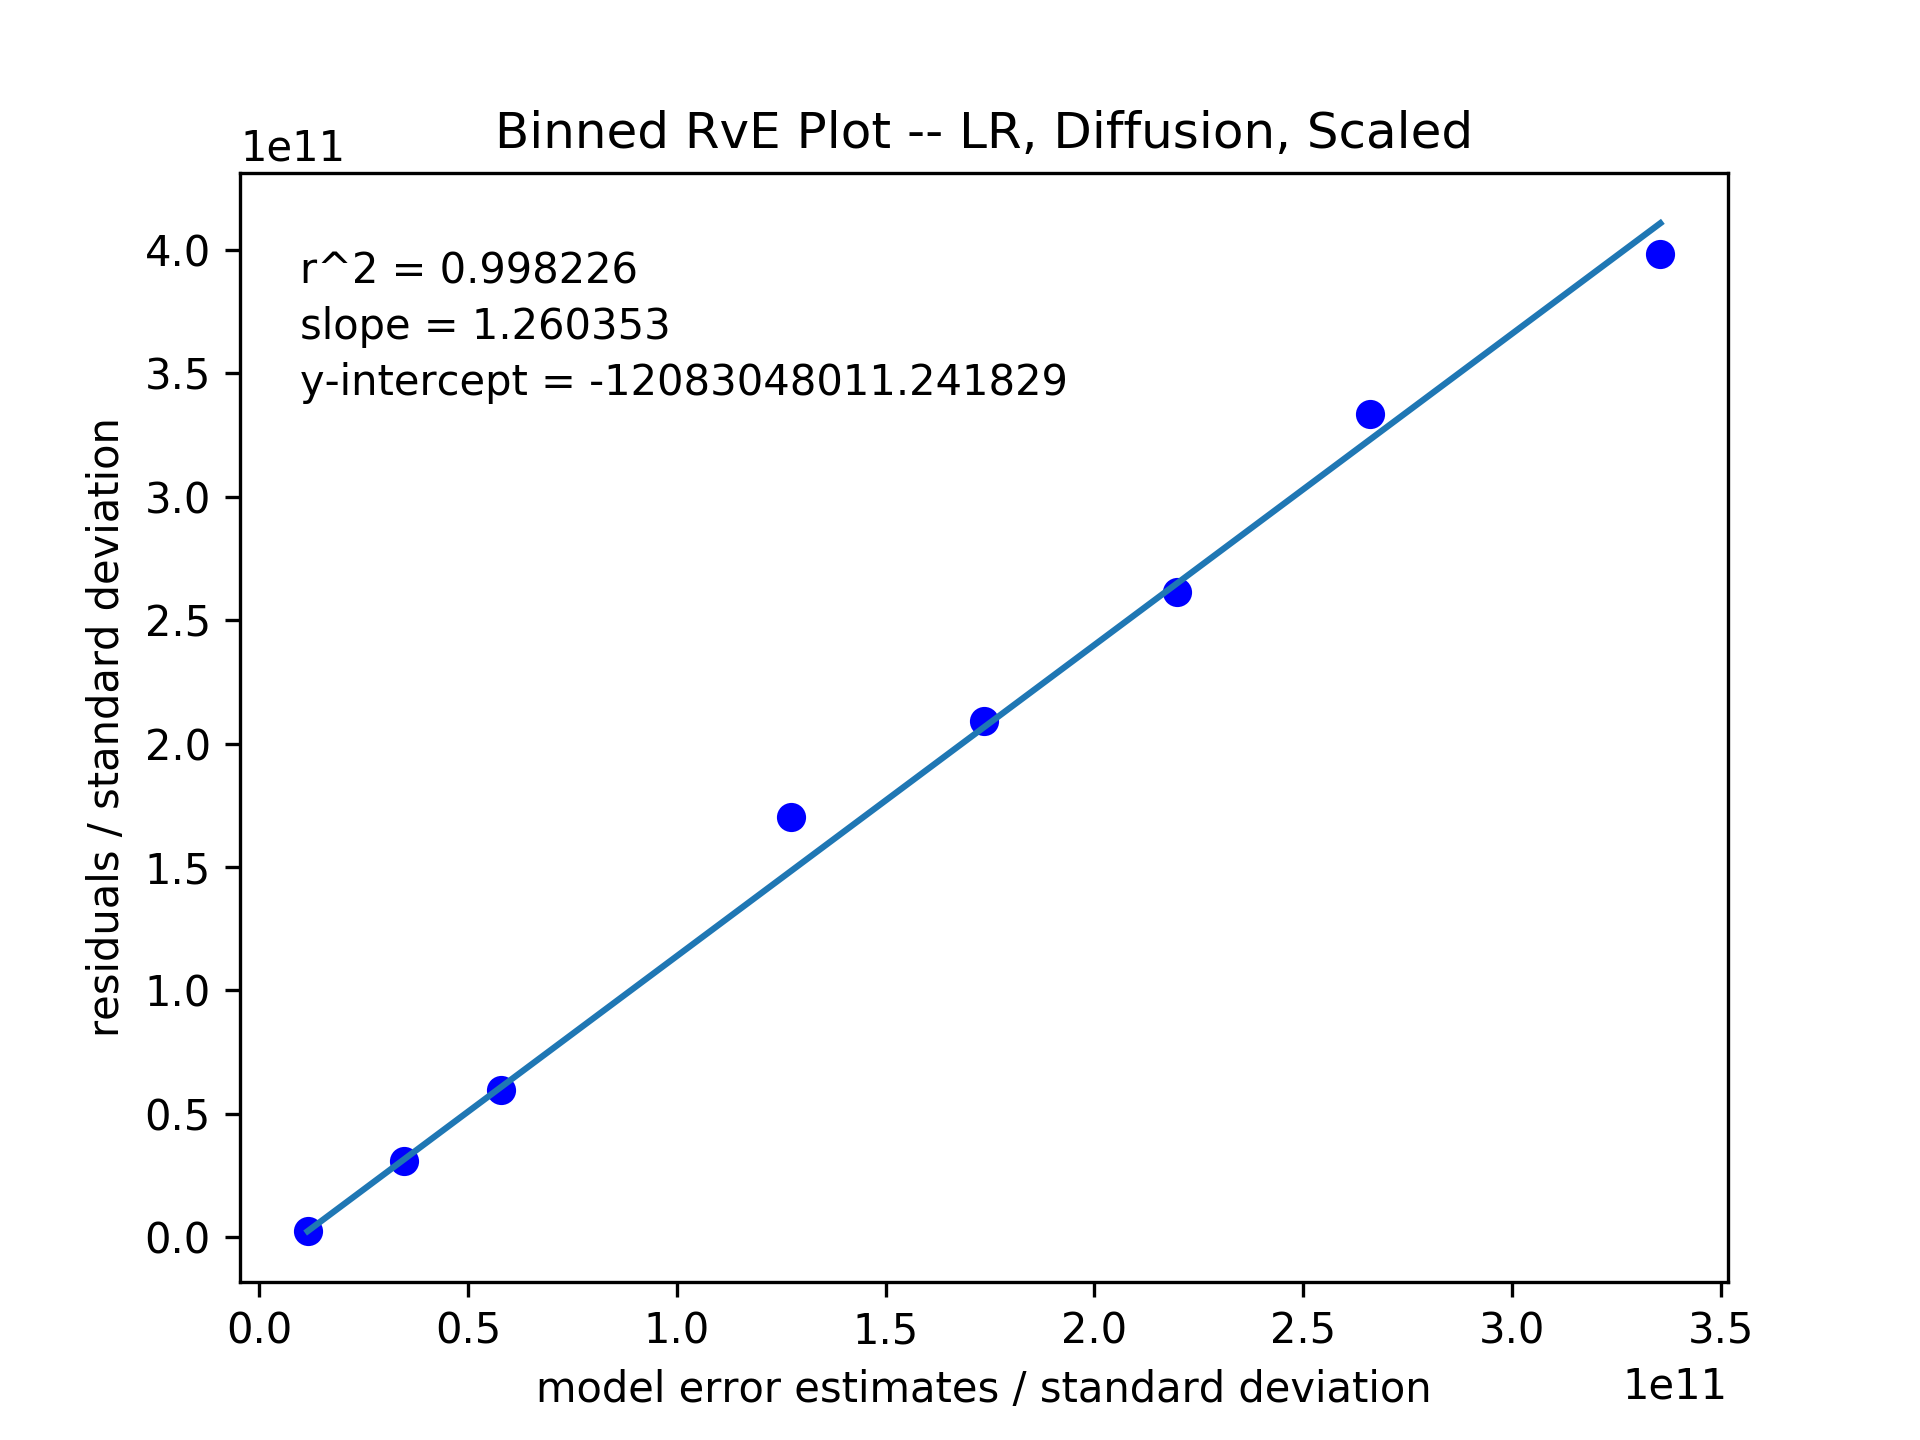 Binned RvE Plot -- LR, Diffusion, Scaled
1e11
r^2 = 0.998226
slope = 1.260353
y-intercept = -12083048011.241829
residuals / standard deviation
4.0
3.5
3.0
2.5
2.0
1.5
1.0
0.5
0.0
0.0 0.5 1.0 1.5 2.0 2.5 3.0 3.5
model error estimates / standard deviation
1e11